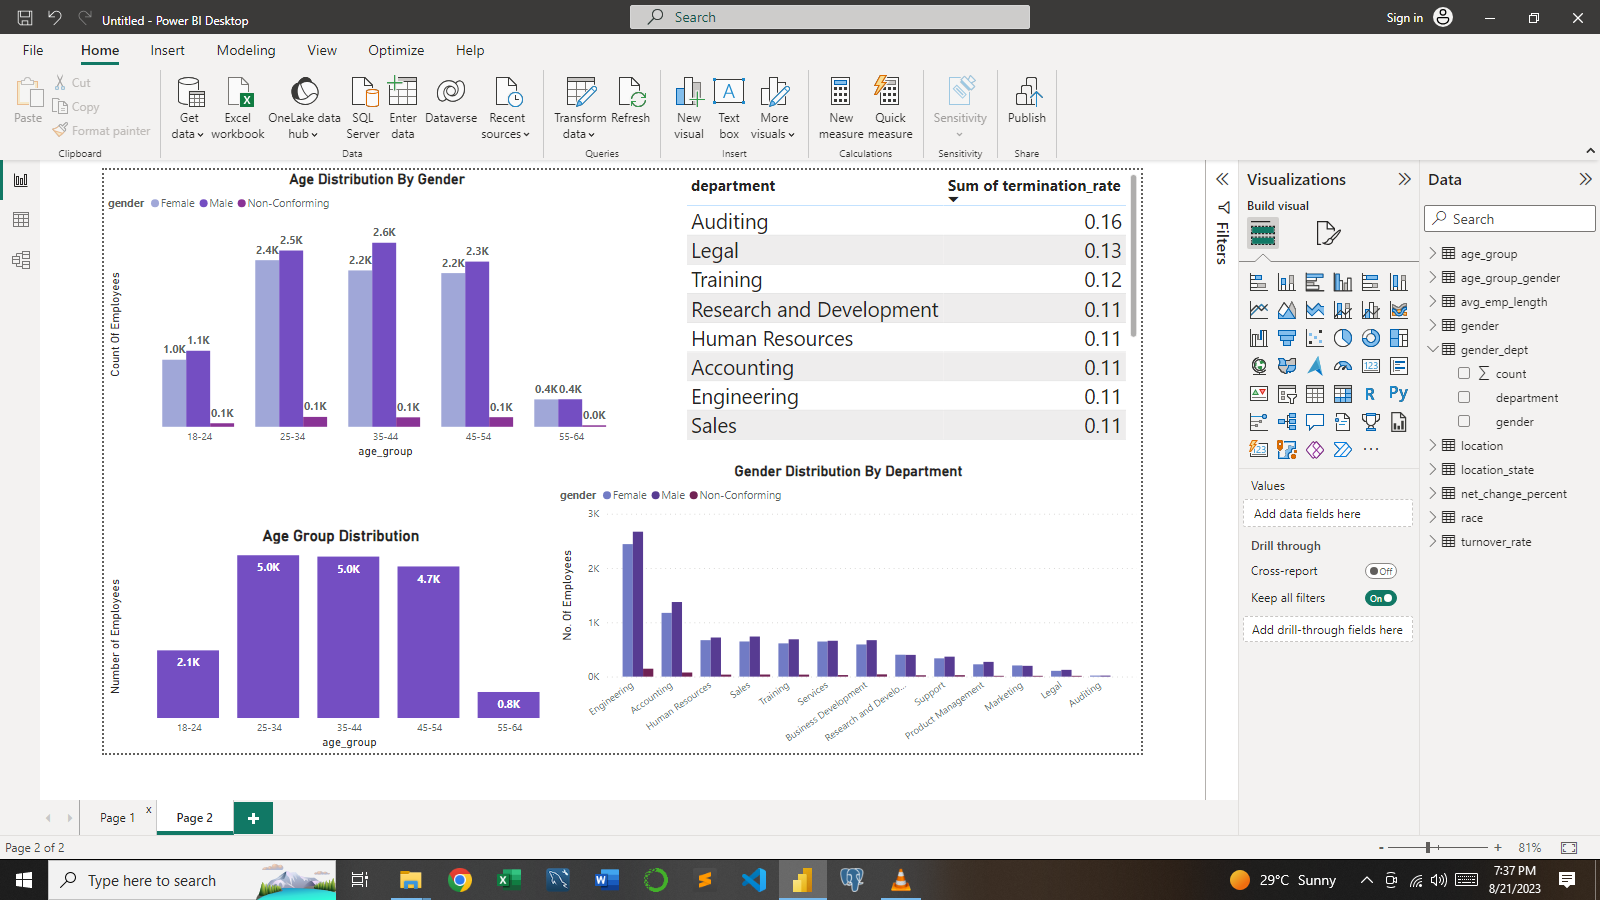 Untitled - Power BI Desktop
Search
Sign in
File Home Insert Modeling View Optimize Help
Paste
Cut
Copy
Format painter
Clipboard
Get data
Excel workbook
OneLake data hub
SQL Server
Enter data
Dataverse
Recent sources
Data
Transform data
Refresh
Queries
New visual
Text box
More visuals
Insert
New measure
Quick measure
Calculations
Sensitivity
Sensitivity
Publish
Share
Age Distribution By Gender
gender Female Male Non-Conforming
Count Of Employees
1.0K 1.1K 0.1K
2.4K 2.5K 0.1K
2.2K 2.6K 0.1K
2.2K 2.3K 0.1K
0.4K 0.4K 0.0K
18-24 25-34 35-44 45-54 55-64
age_group
department Sum of termination_rate
Auditing 0.16
Legal 0.13
Training 0.12
Research and Development 0.11
Human Resources 0.11
Accounting 0.11
Engineering 0.11
Sales 0.11
Age Group Distribution
Number of Employees
2.1K 5.0K 5.0K 4.7K 0.8K
18-24 25-34 35-44 45-54 55-64
age_group
Gender Distribution By Department
gender Female Male Non-Conforming
No. Of Employees
3K
2K
1K
0K
Engineering
Accounting
Human Resources
Sales
Training
Services
Business Development
Research and Develo...
Support
Product Management
Marketing
Legal
Auditing
Filters
Visualizations
Build visual
123
R
Py
123
Values
Add data fields here
Drill through
Cross-report Off
Keep all filters On
Add drill-through fields here
Data
Search
age_group
age_group_gender
avg_emp_length
gender
gender_dept
∑ count
department
gender
location
location_state
net_change_percent
race
turnover_rate
Page 1 x
Page 2
+
Page 2 of 2
- + 81%
Type here to search
29°C Sunny
7:37 PM
8/21/2023